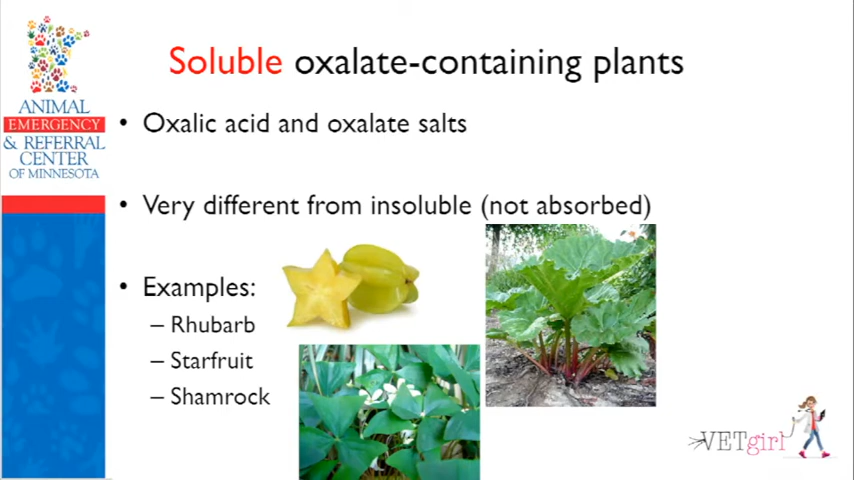 Soluble oxalate-containing plants
ANIMAL
EMERGENCY
& REFERRAL
CENTER
OF MINNESOTA
• Oxalic acid and oxalate salts
• Very different from insoluble (not absorbed)
• Examples:
– Rhubarb
– Starfruit
– Shamrock
VETgirl